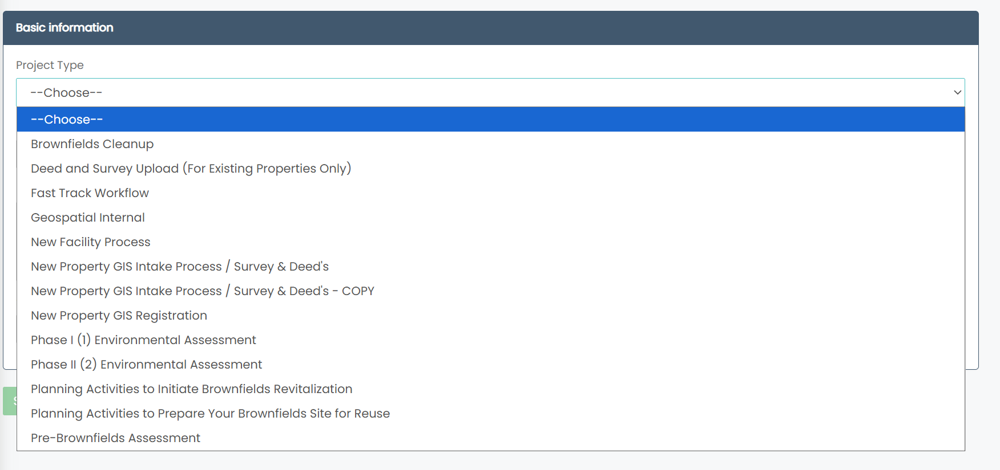 Basic information
Project Type
--Choose--
--Choose--
Brownfields Cleanup
Deed and Survey Upload (For Existing Properties Only)
Fast Track Workflow
Geospatial Internal
New Facility Process
New Property GIS Intake Process / Survey & Deed's
New Property GIS Intake Process / Survey & Deed's - COPY
New Property GIS Registration
Phase I (1) Environmental Assessment
Phase II (2) Environmental Assessment
Planning Activities to Initiate Brownfields Revitalization
Planning Activities to Prepare Your Brownfields Site for Reuse
Pre-Brownfields Assessment